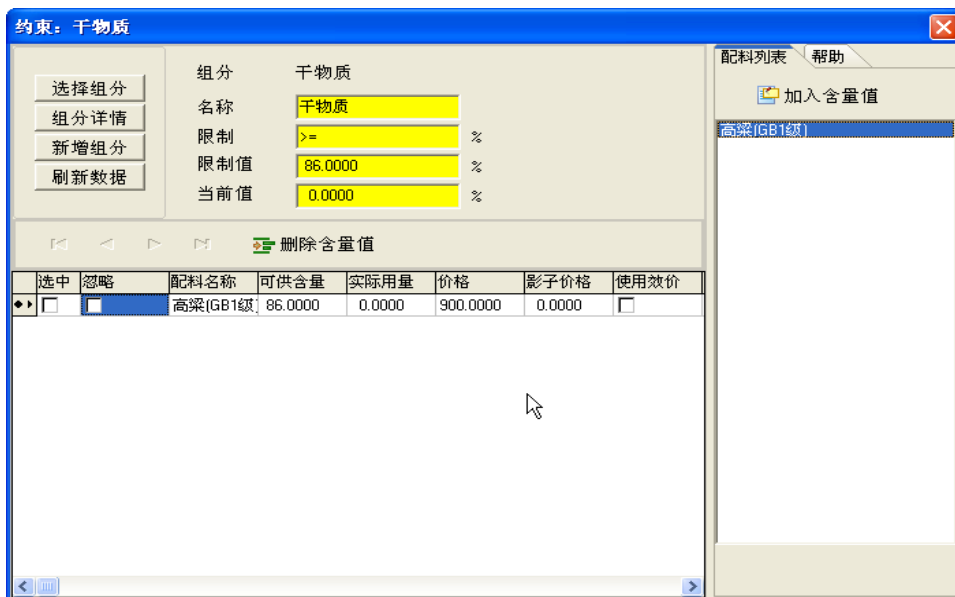 约束：干物质
选择组分
组分详情
新增组分
刷新数据
组分 干物质
名称 干物质
限制 >= %
限制值 86.0000 %
当前值 0.0000 %
删除含量值
选中 忽略 配料名称 可供含量 实际用量 价格 影子价格 使用效价
高粱(GB1级) 86.0000 0.0000 900.0000 0.0000
配料列表 帮助
加入含量值
高粱(GB1级)